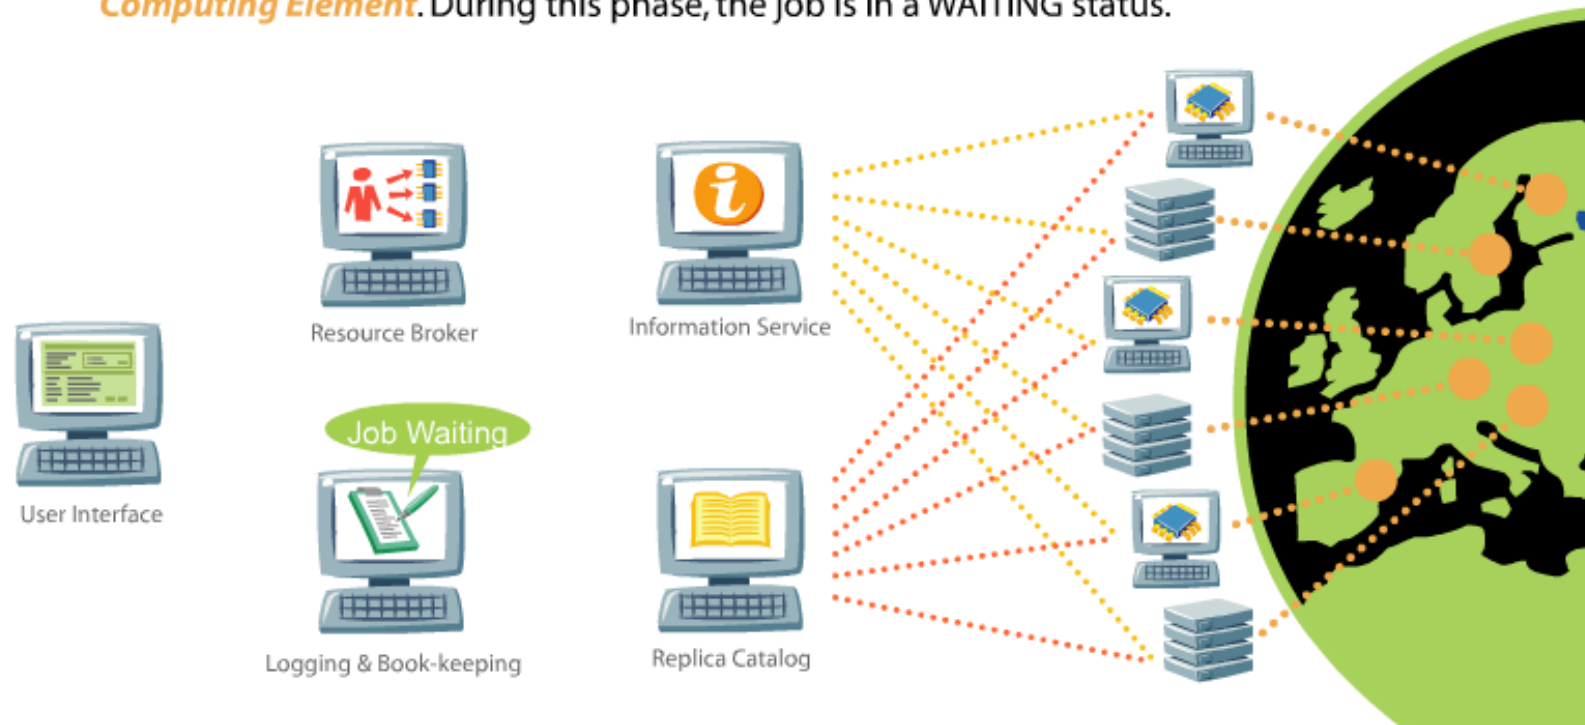 Computing Element. During this phase, the job is in a WAITING status.
Resource Broker
Information Service
Job Waiting
User Interface
Logging & Book-keeping
Replica Catalog